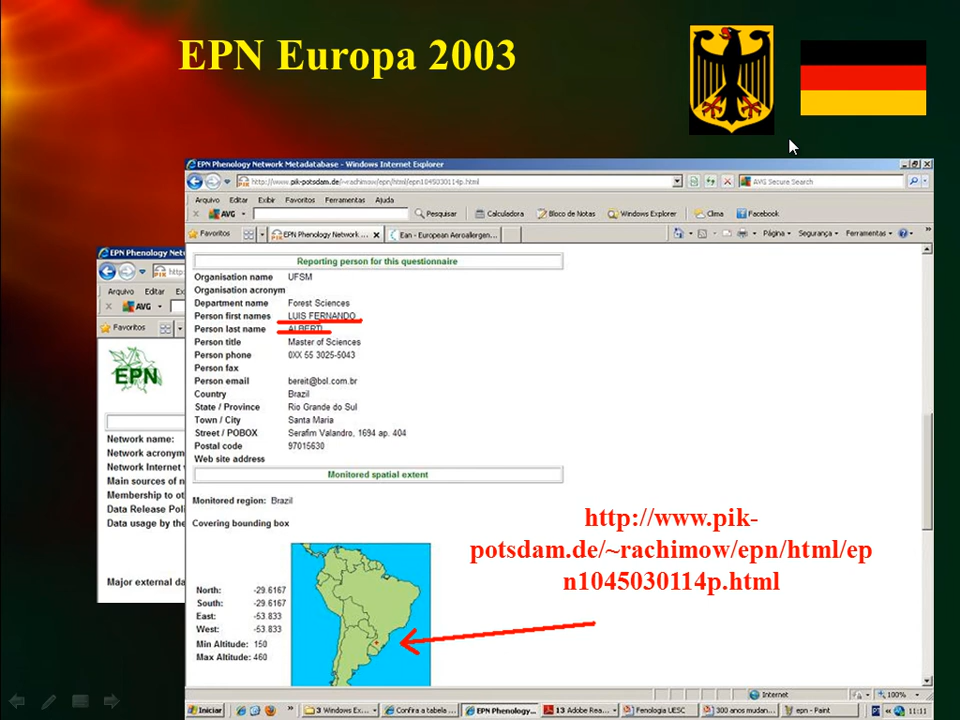 EPN Europa 2003
EPN Phenology Network Metadatabase - Windows Internet Explorer
http://www.pik-potsdam.de/~rachimow/epn/html/epn1045030114p.html
AVG Secure Search
Arquivo Editar Exibir Favoritos Ferramentas Ajuda
AVG Pesquisar Calculadora Bloco de Notas Windows Explorer Clima Facebook
Favoritos EPN Phenology Network ... Ean - European Aeroallergen... Página Segurança Ferramentas
Reporting person for this questionnaire
Organisation name UFSM
Organisation acronym
Department name Forest Sciences
Person first names LUIS FERNANDO
Person last name ALBERTI
Person title Master of Sciences
Person phone 0XX 55 3025-5043
Person fax
Person email bereit@bol.com.br
Country Brazil
State / Province Rio Grande do Sul
Town / City Santa Maria
Street / POBOX Serafim Valandro, 1694 ap. 404
Postal code 97015630
Web site address
Monitored spatial extent
Monitored region: Brazil
Covering bounding box
North: -29.6167
South: -29.6167
East: -53.833
West: -53.833
Min Altitude: 150
Max Altitude: 460
EPN Phenology Net
http:
Arquivo Editar Ex
AVG
Favoritos
EPN
Network name:
Network acronym
Network Internet
Main sources of n
Membership to ot
Data Release Poli
Data usage by the
Major external da
http://www.pik-
potsdam.de/~rachimow/epn/html/ep
n1045030114p.html
Internet 100%
Iniciar 3 Windows Ex... Confira a tabela ... EPN Phenology... 13 Adobe Rea... Fenologia UESC 300 anos mudan... epn - Paint PT 11:11